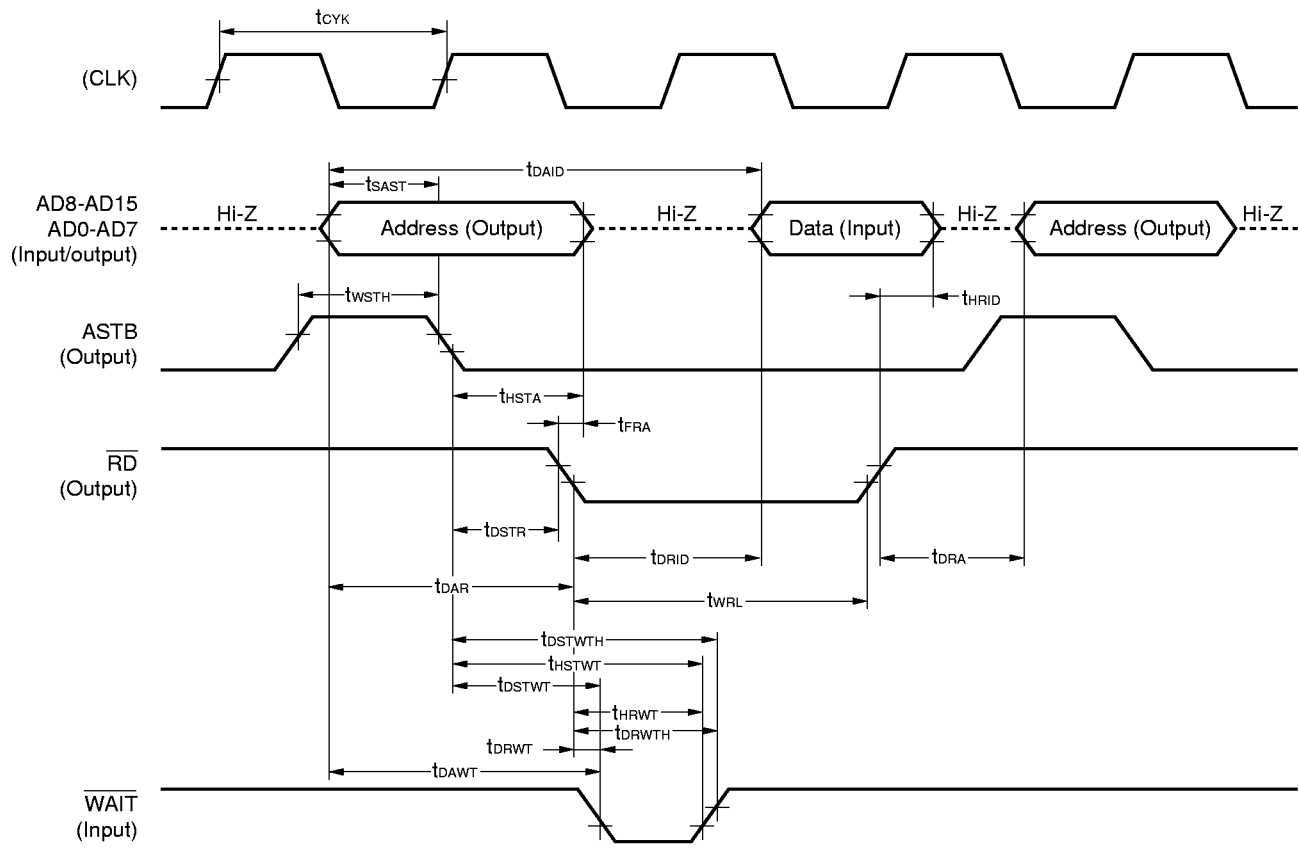 tCYK
(CLK)
tDAID
tSAST
AD8-AD15
AD0-AD7
(Input/output)
Hi-Z
Address (Output)
Hi-Z
Data (Input)
Hi-Z
Address (Output)
Hi-Z
tWSTH
tHRID
ASTB
(Output)
tHSTA
tFRA
RD
(Output)
tDSTR
tDRID
tDRA
tDAR
tWRL
tDSTWTH
tHSTWT
tDSTWT
tHRWT
tDRWTH
tDRWT
tDAWT
WAIT
(Input)